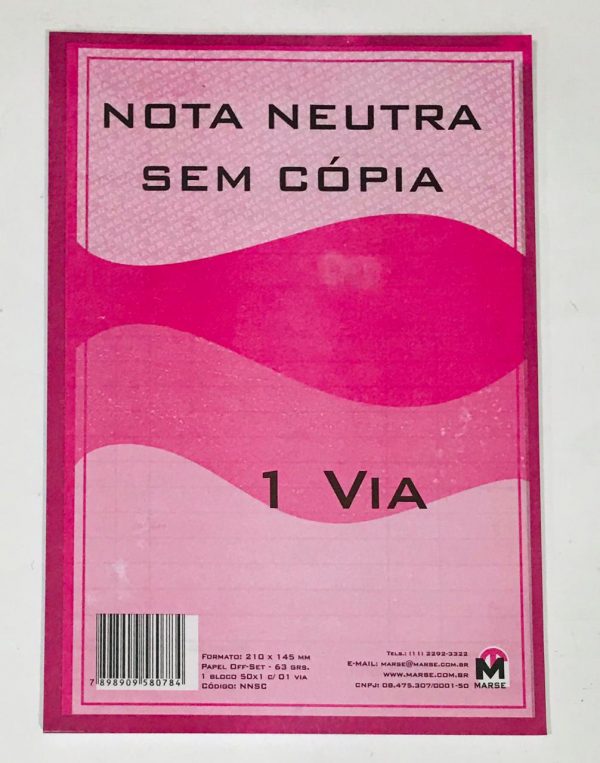 NOTA NEUTRA
SEM CÓPIA
1 VIA
FORMATO: 210 X 145 MM
PAPEL OFF-SET - 63 GRS.
1 BLOCO 50X1 C/ 01 VIA
CÓDIGO: NNSC
7 898909 580784
TELS.: (11) 2292-3322
E-MAIL: MARSE@MARSE.COM.BR
WWW.MARSE.COM.BR
CNPJ: 08.475.307/0001-50
M
MARSE